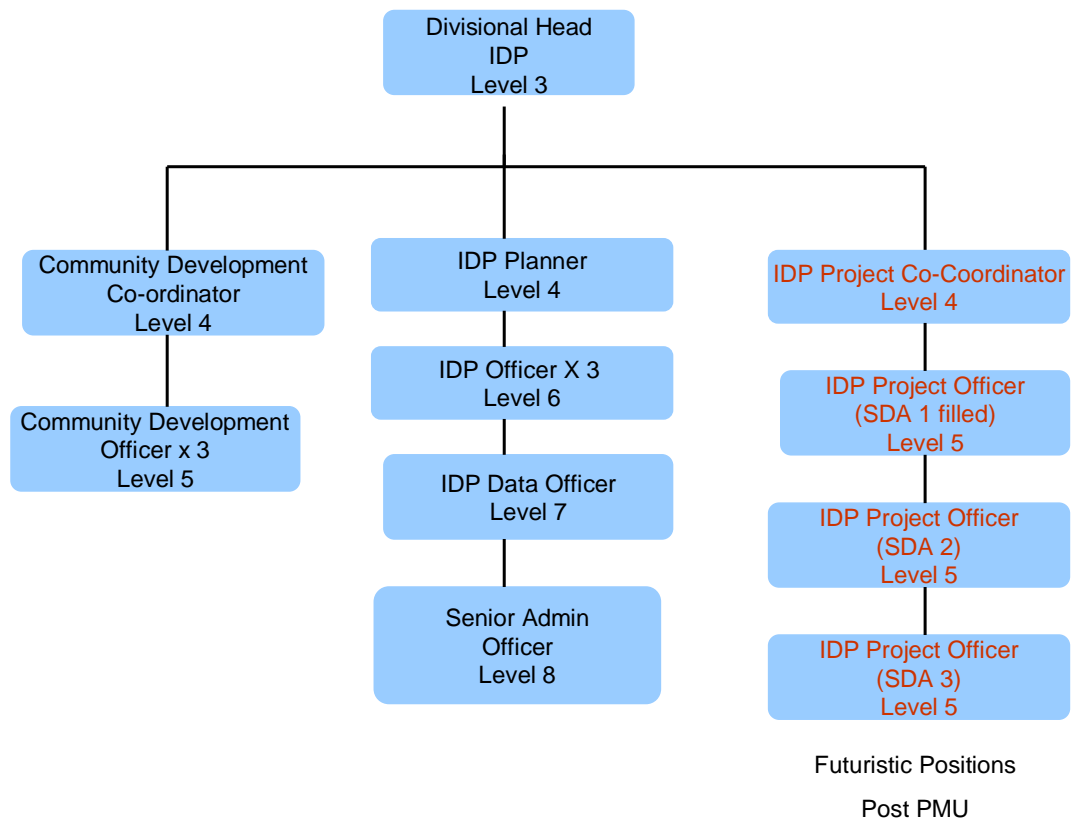 Divisional Head
IDP
Level 3
Community Development
Co-ordinator
Level 4
Community Development
Officer x 3
Level 5
IDP Planner
Level 4
IDP Officer X 3
Level 6
IDP Data Officer
Level 7
Senior Admin
Officer
Level 8
IDP Project Co-Coordinator
Level 4
IDP Project Officer
(SDA 1 filled)
Level 5
IDP Project Officer
(SDA 2)
Level 5
IDP Project Officer
(SDA 3)
Level 5
Futuristic Positions
Post PMU